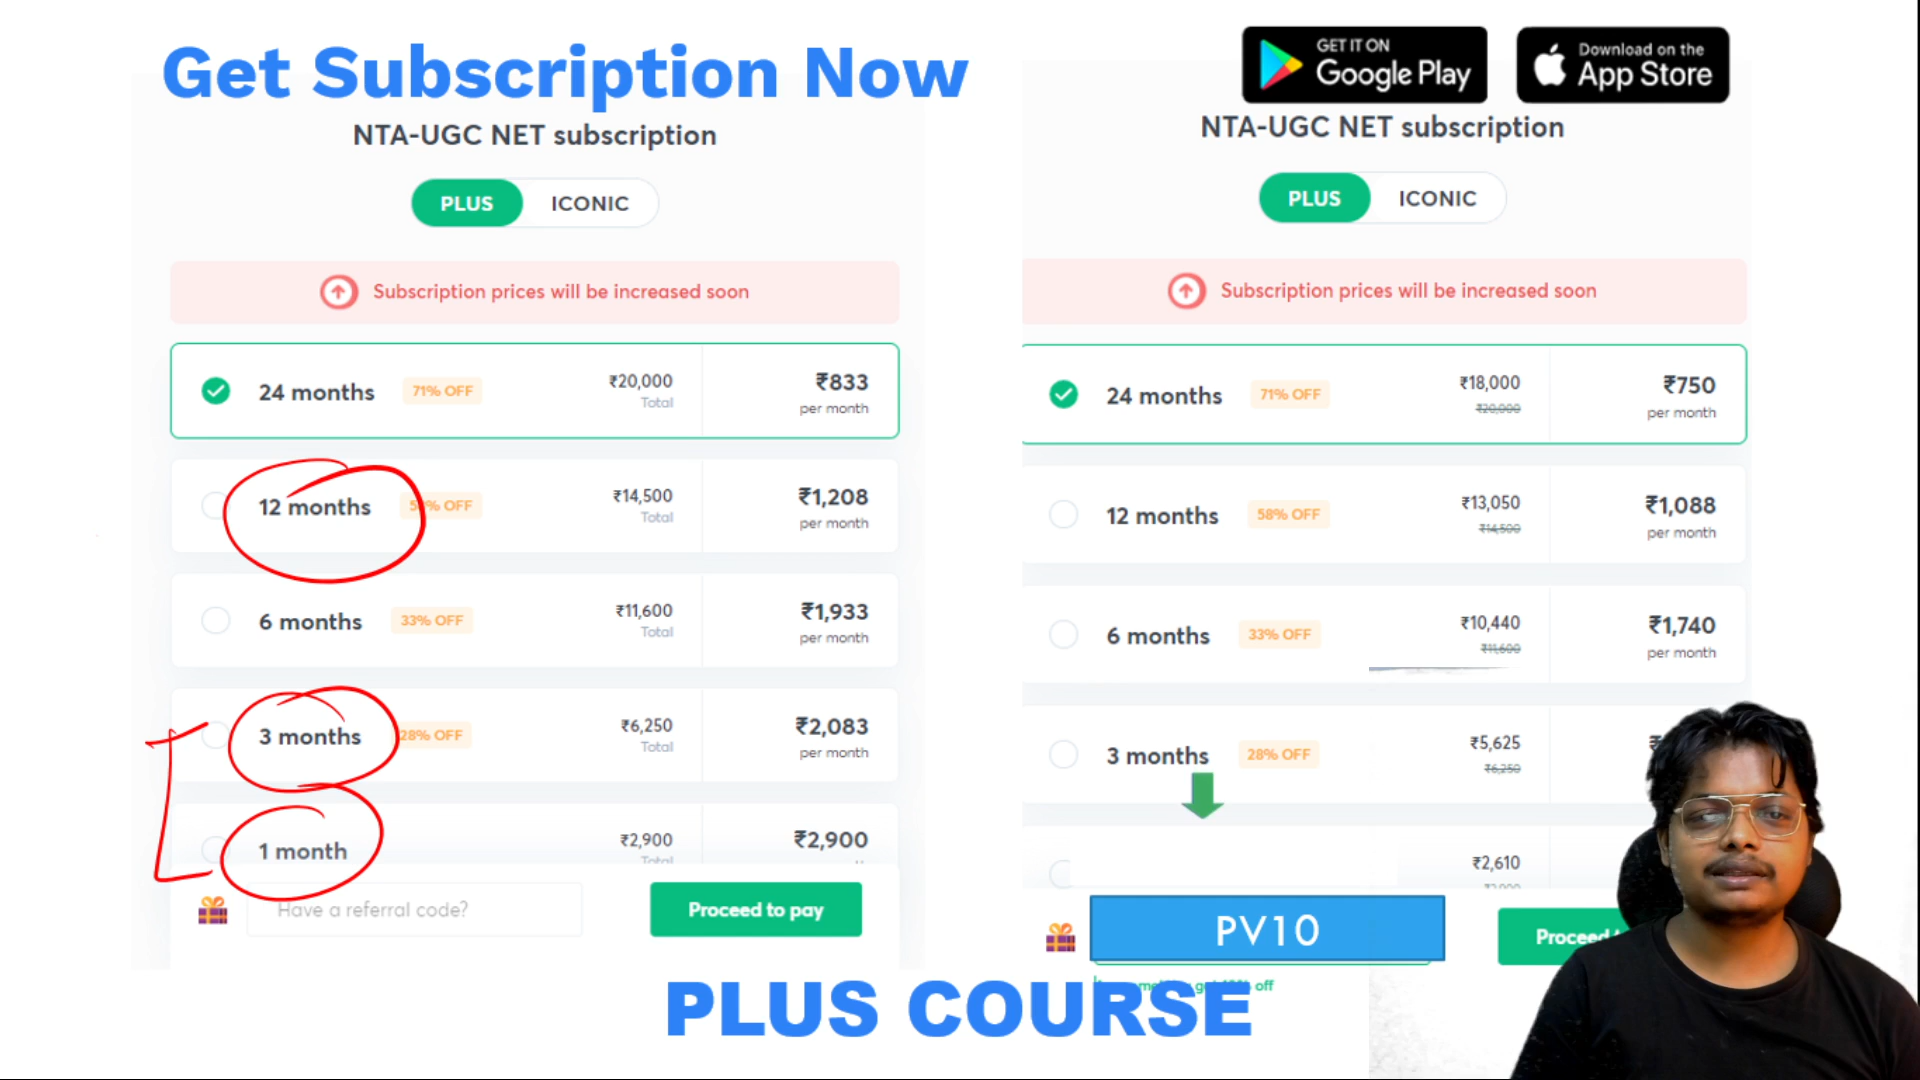 Get Subscription Now
NTA-UGC NET subscription
PLUS ICONIC
Subscription prices will be increased soon
24 months 71% OFF ₹20,000 ₹833
Total per month
12 months % OFF ₹14,500 ₹1,208
Total per month
6 months 33% OFF ₹11,600 ₹1,933
Total per month
3 months 28% OFF ₹6,250 ₹2,083
Total per month
1 month ₹2,900 ₹2,900
Total
Have a referral code? Proceed to pay
GET IT ON
Google Play
Download on the
App Store
NTA-UGC NET subscription
PLUS ICONIC
Subscription prices will be increased soon
24 months 71% OFF ₹18,000 ₹750
₹20,000 per month
12 months 58% OFF ₹13,050 ₹1,088
₹14,500 per month
6 months 33% OFF ₹10,440 ₹1,740
₹11,600 per month
3 months 28% OFF ₹5,625
₹6,250
₹2,610
PV10
Proceed
off
PLUS COURSE